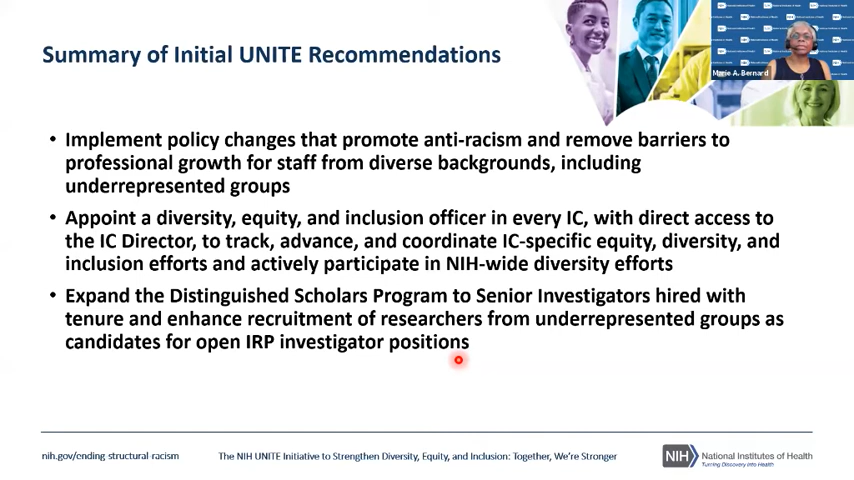 Summary of Initial UNITE Recommendations
Marie A. Bernard
• Implement policy changes that promote anti-racism and remove barriers to
professional growth for staff from diverse backgrounds, including
underrepresented groups
• Appoint a diversity, equity, and inclusion officer in every IC, with direct access to
the IC Director, to track, advance, and coordinate IC-specific equity, diversity, and
inclusion efforts and actively participate in NIH-wide diversity efforts
• Expand the Distinguished Scholars Program to Senior Investigators hired with
tenure and enhance recruitment of researchers from underrepresented groups as
candidates for open IRP investigator positions
nih.gov/ending-structural-racism
The NIH UNITE Initiative to Strengthen Diversity, Equity, and Inclusion: Together, We're Stronger
NIH National Institutes of Health
Turning Discovery Into Health